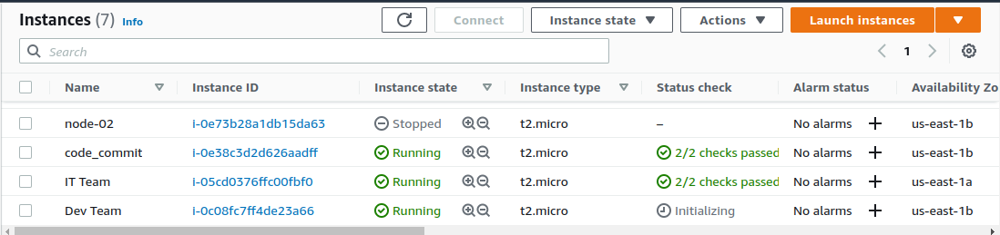 Instances (7) Info Connect Instance state Actions Launch instances
Search 1
Name Instance ID Instance state Instance type Status check Alarm status Availability Zo
node-02 i-0e73b28a1db15da63 Stopped t2.micro – No alarms + us-east-1b
code_commit i-0e38c3d2d626aadff Running t2.micro 2/2 checks passed No alarms + us-east-1b
IT Team i-05cd0376ffc00fbf0 Running t2.micro 2/2 checks passed No alarms + us-east-1a
Dev Team i-0c08fc7ff4de23a66 Running t2.micro Initializing No alarms + us-east-1b